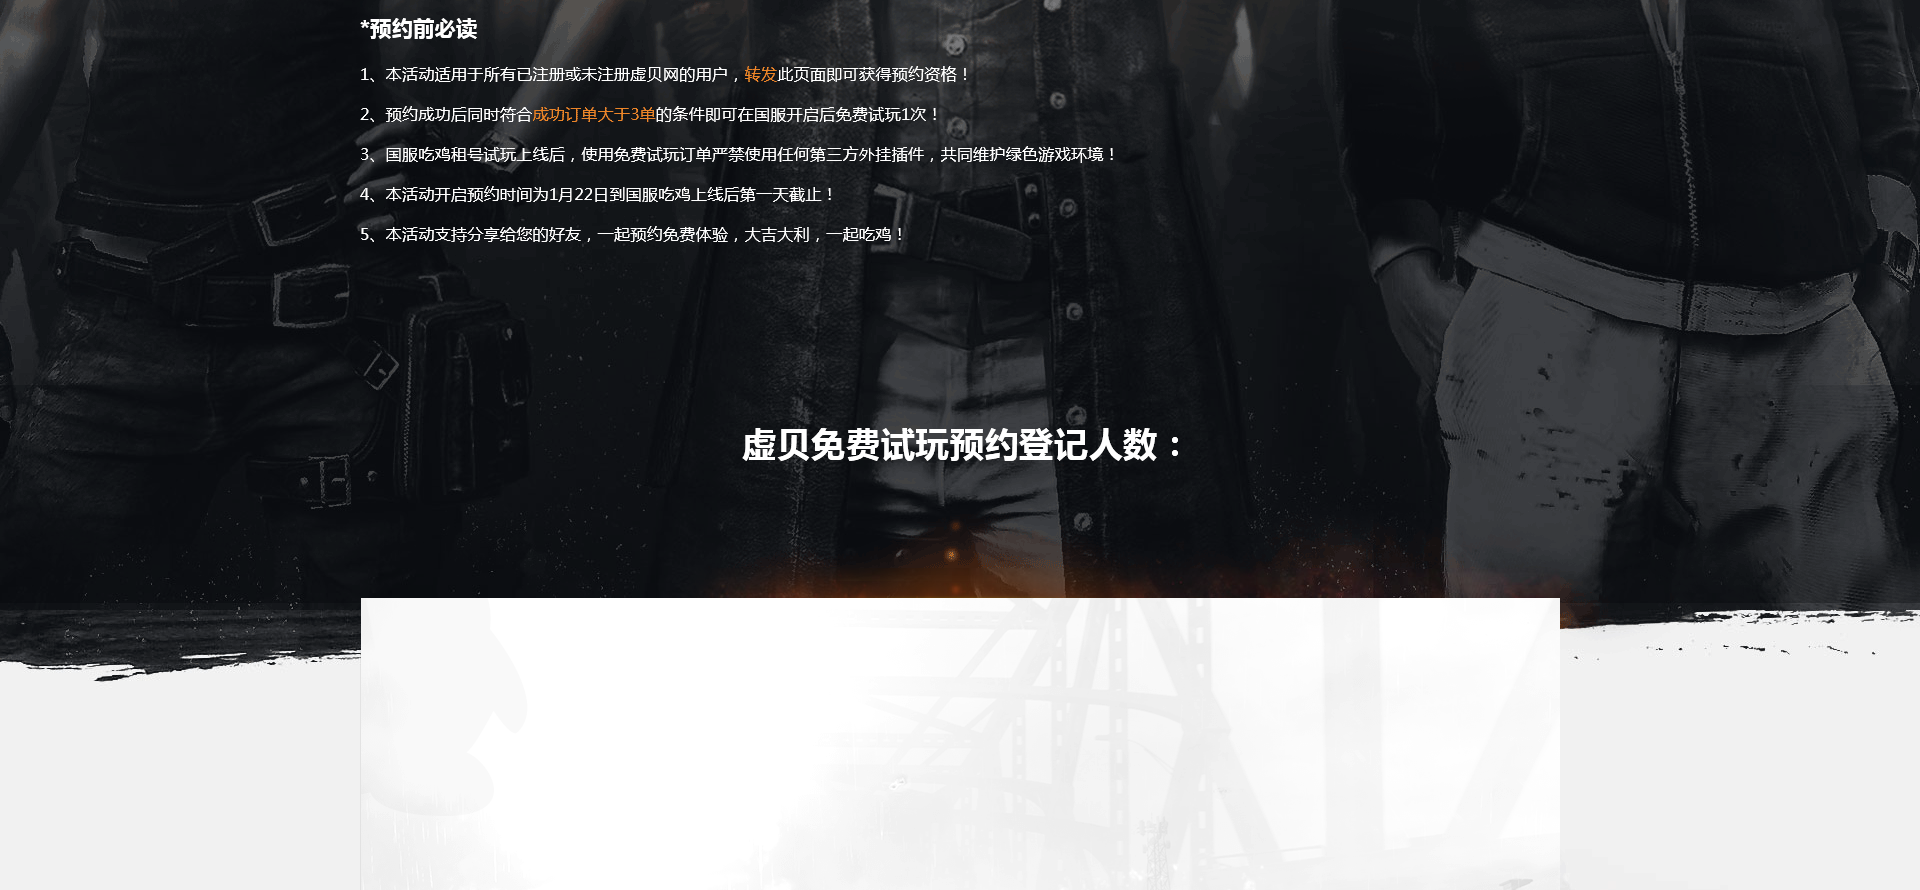 *预约前必读
1、本活动适用于所有已注册或未注册虚贝网的用户，转发此页面即可获得预约资格！
2、预约成功后同时符合成功订单大于3单的条件即可在国服开启后免费试玩1次！
3、国服吃鸡租号试玩上线后，使用免费试玩订单严禁使用任何第三方外挂插件，共同维护绿色游戏环境！
4、本活动开启预约时间为1月22日到国服吃鸡上线后第一天截止！
5、本活动支持分享给您的好友，一起预约免费体验，大吉大利，一起吃鸡！
虚贝免费试玩预约登记人数：